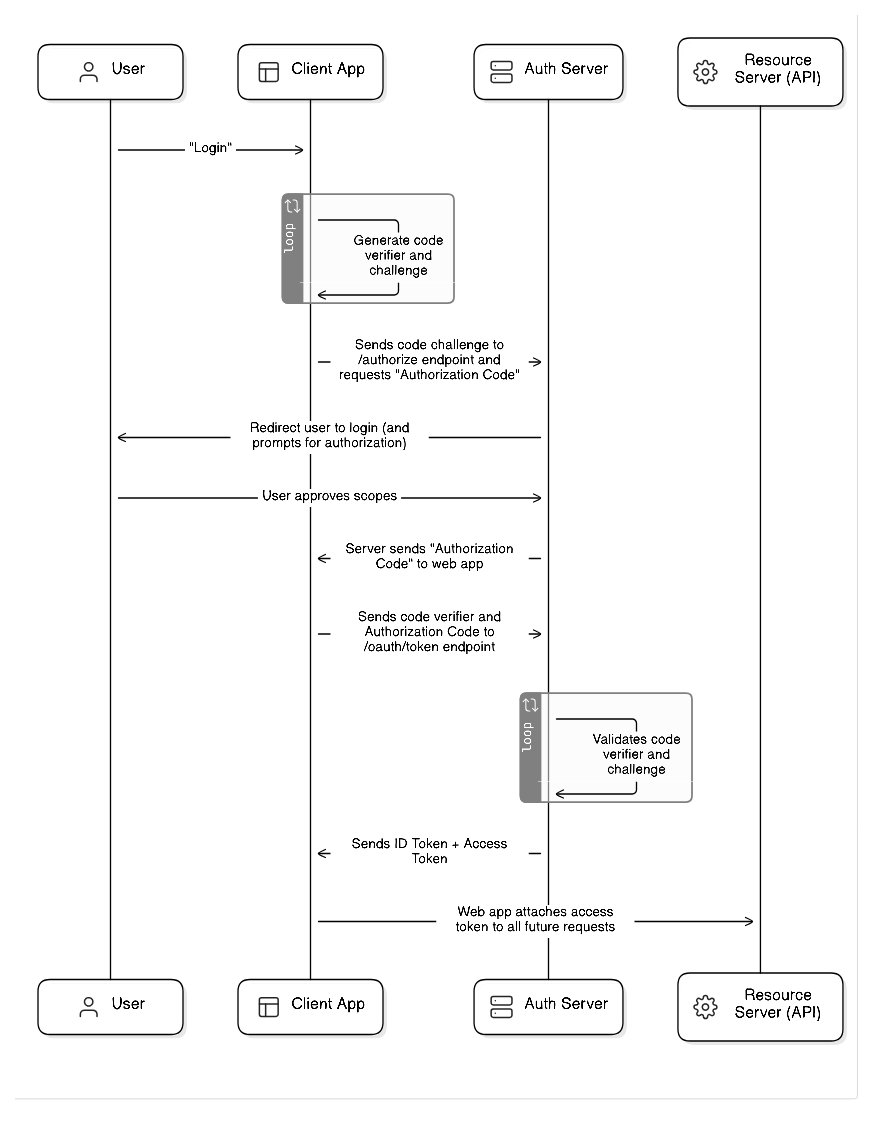 User
Client App
Auth Server
Resource
Server (API)
"Login"
loop
Generate code
verifier and
challenge
Sends code challenge to
/authorize endpoint and
requests "Authorization Code"
Redirect user to login (and
prompts for authorization)
User approves scopes
Server sends "Authorization
Code" to web app
Sends code verifier and
Authorization Code to
/oauth/token endpoint
loop
Validates code
verifier and
challenge
Sends ID Token + Access
Token
Web app attaches access
token to all future requests
User
Client App
Auth Server
Resource
Server (API)